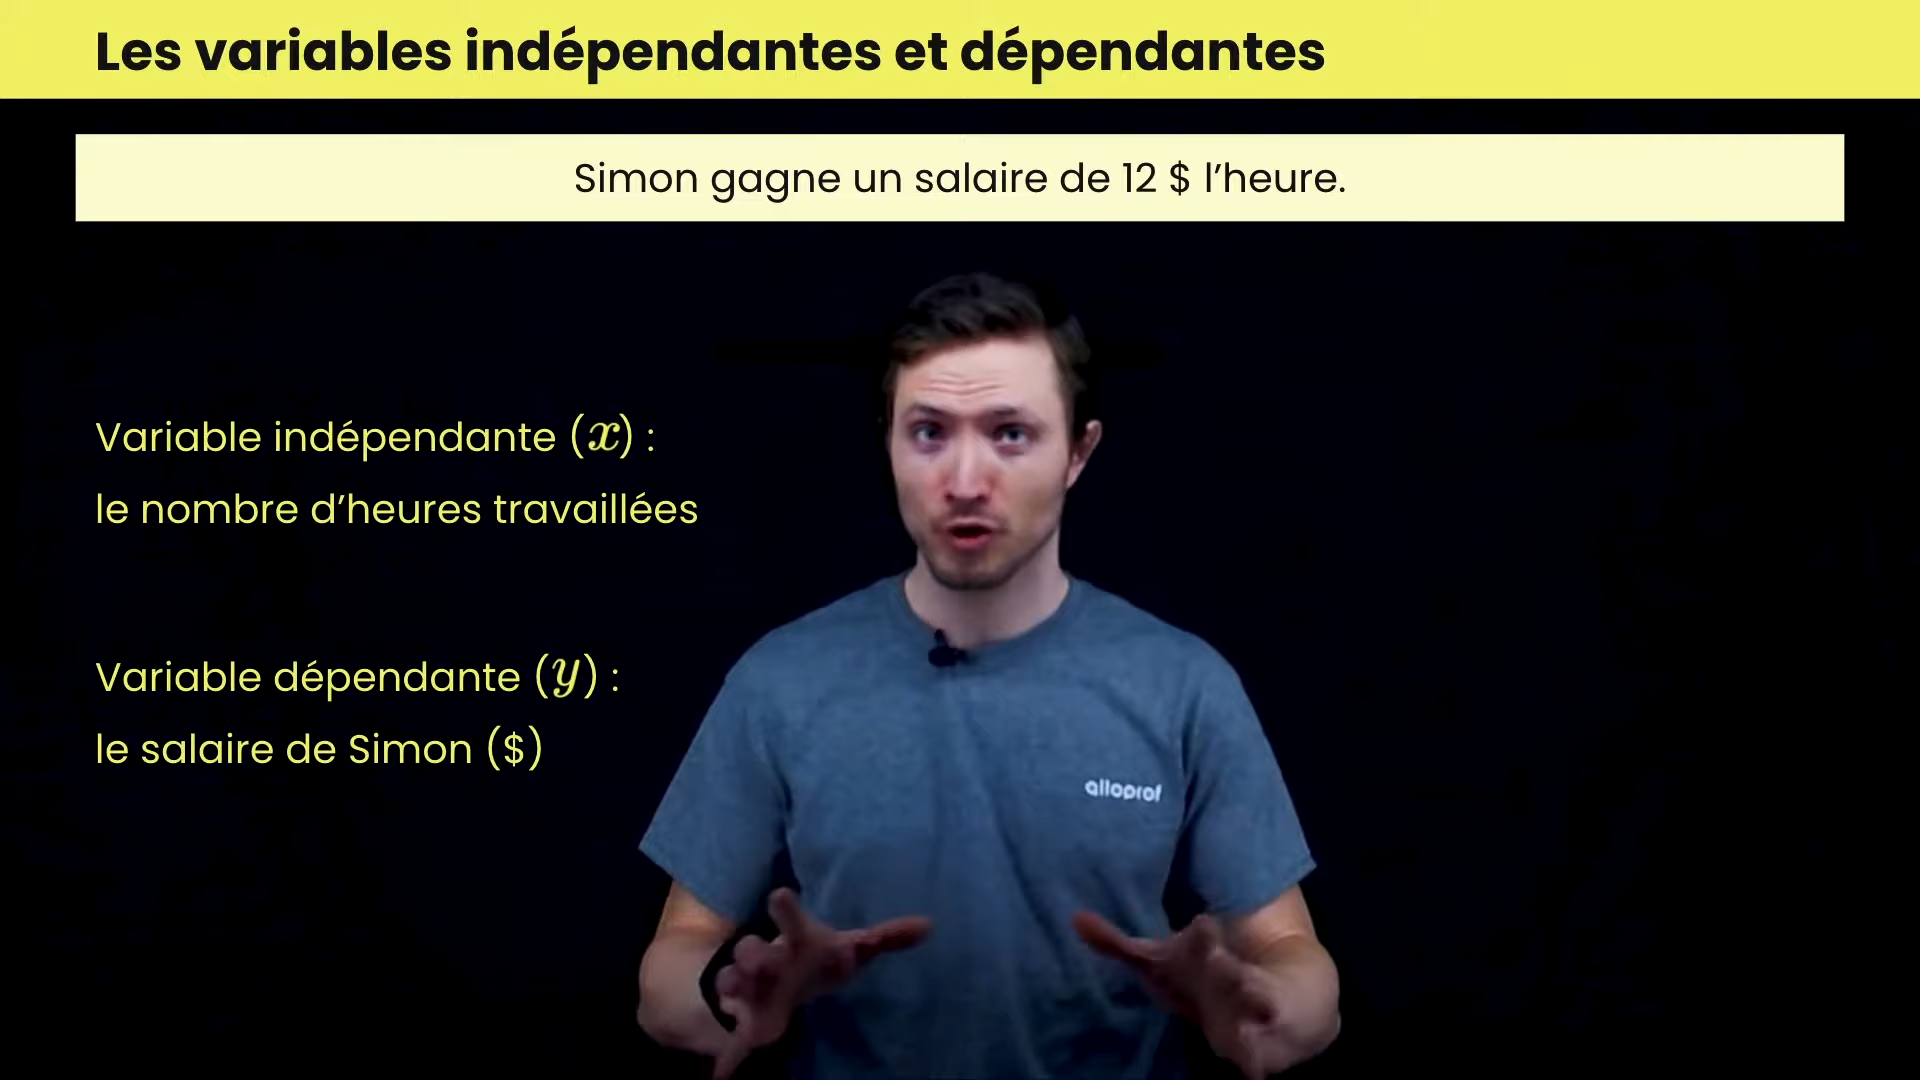 Les variables indépendantes et dépendantes
Simon gagne un salaire de 12 $ l’heure.
Variable indépendante (x) :
le nombre d’heures travaillées
Variable dépendante (y) :
le salaire de Simon ($)
alloprof